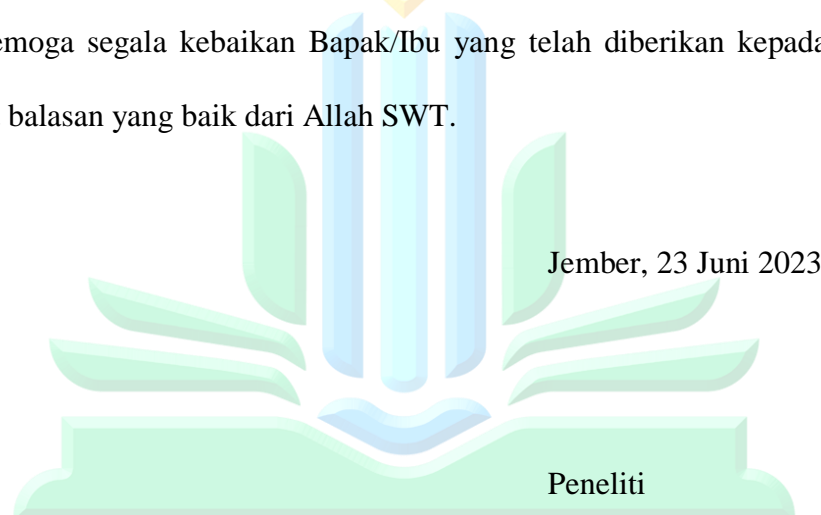 emoga segala kebaikan Bapak/Ibu yang telah diberikan kepada
balasan yang baik dari Allah SWT.
Jember, 23 Juni 2023
Peneliti